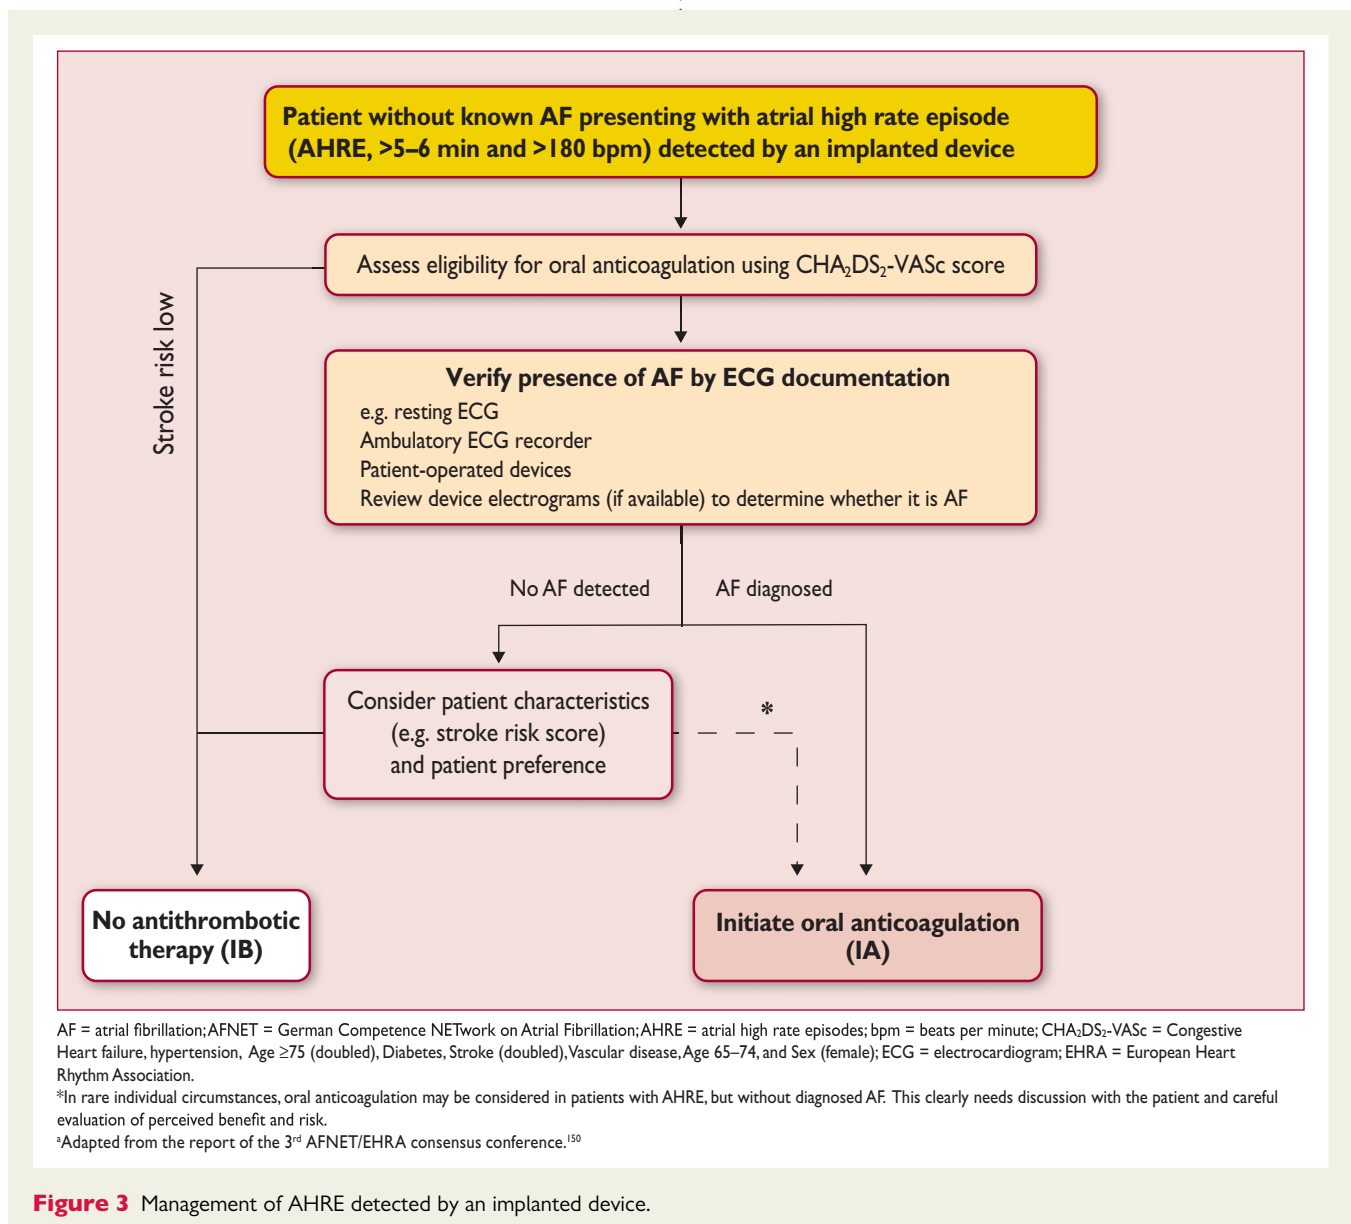 Patient without known AF presenting with atrial high rate episode
(AHRE, >5–6 min and >180 bpm) detected by an implanted device
Assess eligibility for oral anticoagulation using CHA₂DS₂-VASc score
Stroke risk low
Verify presence of AF by ECG documentation
e.g. resting ECG
Ambulatory ECG recorder
Patient-operated devices
Review device electrograms (if available) to determine whether it is AF
No AF detected
AF diagnosed
Consider patient characteristics
(e.g. stroke risk score)
and patient preference
*
No antithrombotic
therapy (IB)
Initiate oral anticoagulation
(IA)
AF = atrial fibrillation; AFNET = German Competence NETwork on Atrial Fibrillation; AHRE = atrial high rate episodes; bpm = beats per minute; CHA₂DS₂-VASc = Congestive
Heart failure, hypertension, Age ≥75 (doubled), Diabetes, Stroke (doubled), Vascular disease, Age 65–74, and Sex (female); ECG = electrocardiogram; EHRA = European Heart
Rhythm Association.
*In rare individual circumstances, oral anticoagulation may be considered in patients with AHRE, but without diagnosed AF. This clearly needs discussion with the patient and careful
evaluation of perceived benefit and risk.
ᵃAdapted from the report of the 3ʳᵈ AFNET/EHRA consensus conference.¹⁵⁰
Figure 3 Management of AHRE detected by an implanted device.